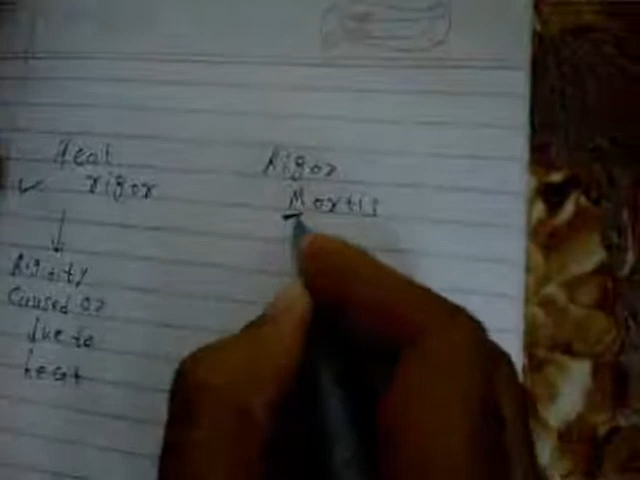 Heat
rigor
Rigidity
Caused or
due to
heat
Rigor
Mortis